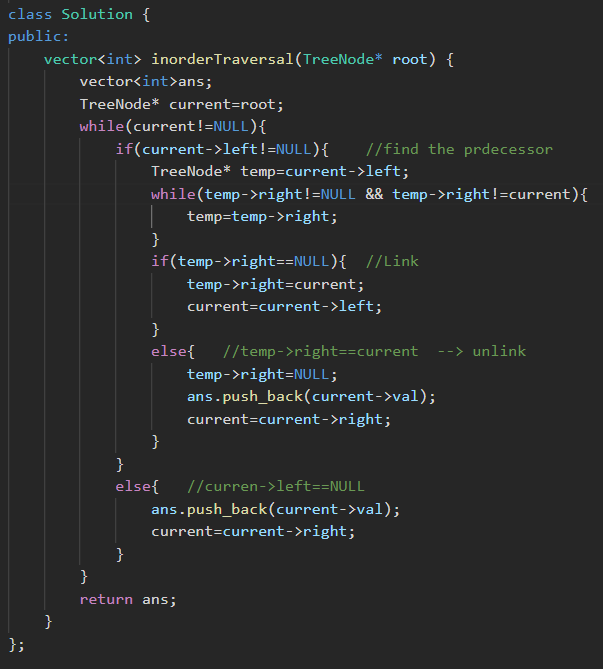 class Solution {
public:
    vector<int> inorderTraversal(TreeNode* root) {
        vector<int>ans;
        TreeNode* current=root;
        while(current!=NULL){
            if(current->left!=NULL){    //find the prdecessor
                TreeNode* temp=current->left;
                while(temp->right!=NULL && temp->right!=current){
                    temp=temp->right;
                }
                if(temp->right==NULL){  //Link
                    temp->right=current;
                    current=current->left;
                }
                else{   //temp->right==current  --> unlink
                    temp->right=NULL;
                    ans.push_back(current->val);
                    current=current->right;
                }
            }
            else{   //curren->left==NULL
                ans.push_back(current->val);
                current=current->right;
            }
        }
        return ans;
    }
};